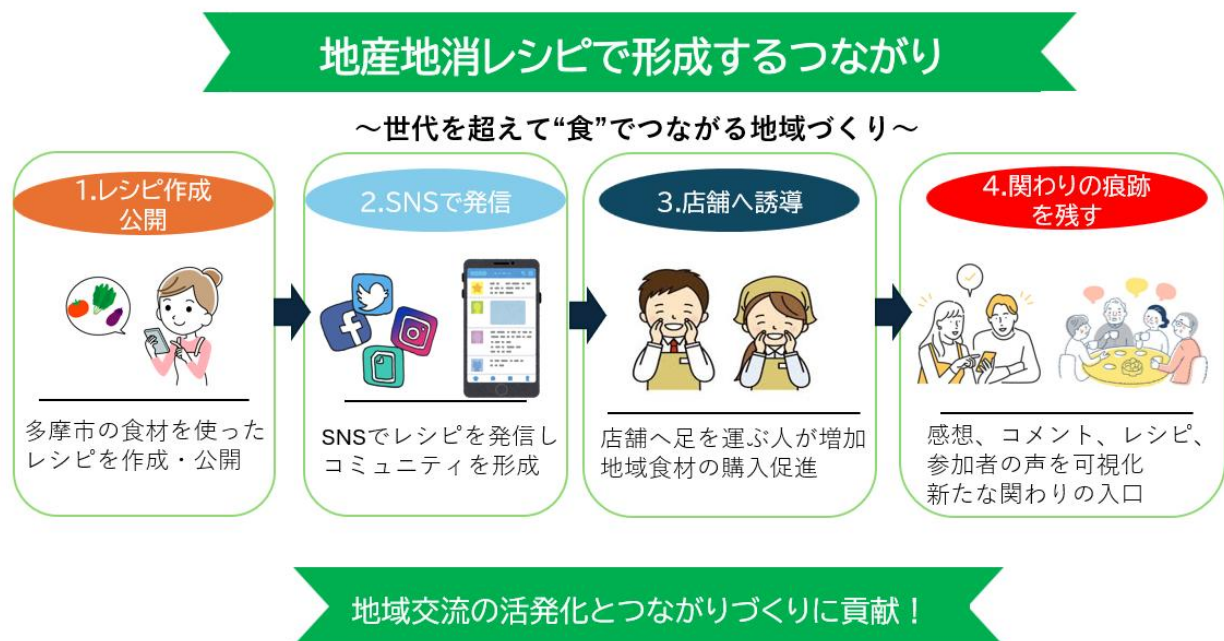 地産地消レシピで形成するつながり
～世代を超えて“食”でつながる地域づくり～
1.レシピ作成
公開
多摩市の食材を使った
レシピを作成・公開
2.SNSで発信
SNSでレシピを発信し
コミュニティを形成
3.店舗へ誘導
店舗へ足を運ぶ人が増加
地域食材の購入促進
4.関わりの痕跡
を残す
感想、コメント、レシピ、
参加者の声を可視化
新たな関わりの入口
地域交流の活発化とつながりづくりに貢献！